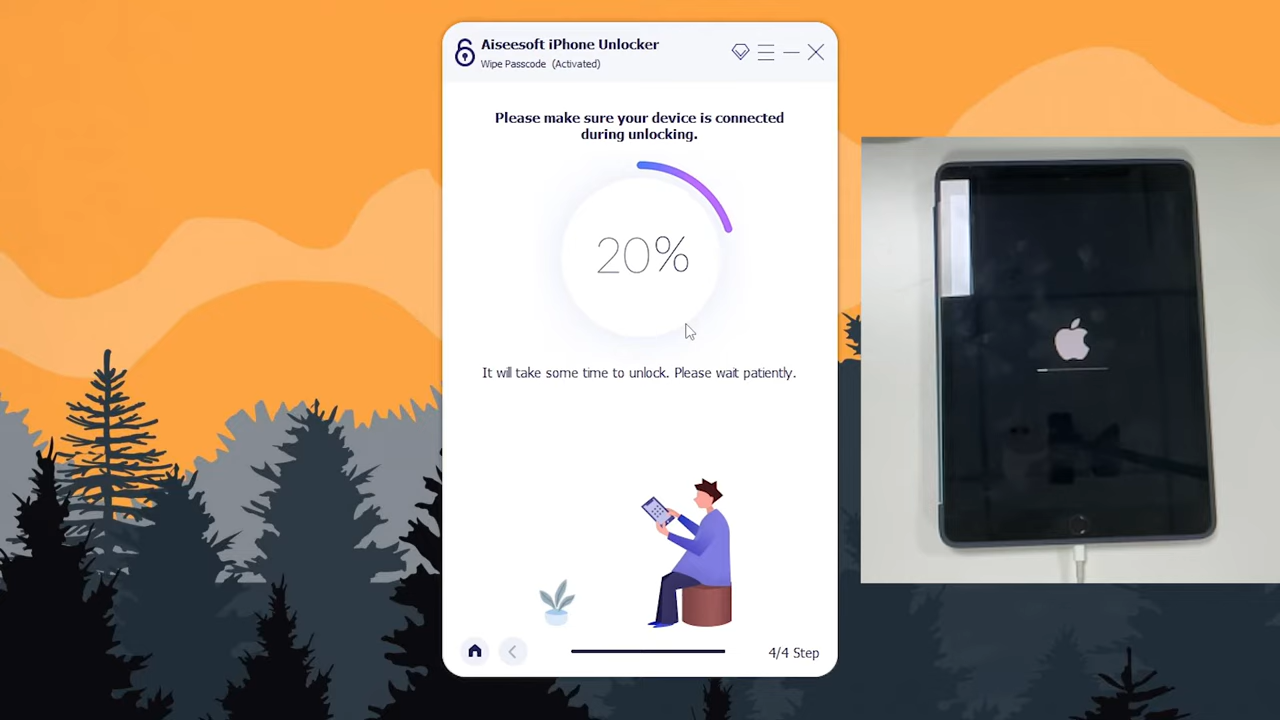 Aiseesoft iPhone Unlocker
Wipe Passcode (Activated)
Please make sure your device is connected
during unlocking.
20%
It will take some time to unlock. Please wait patiently.
4/4 Step